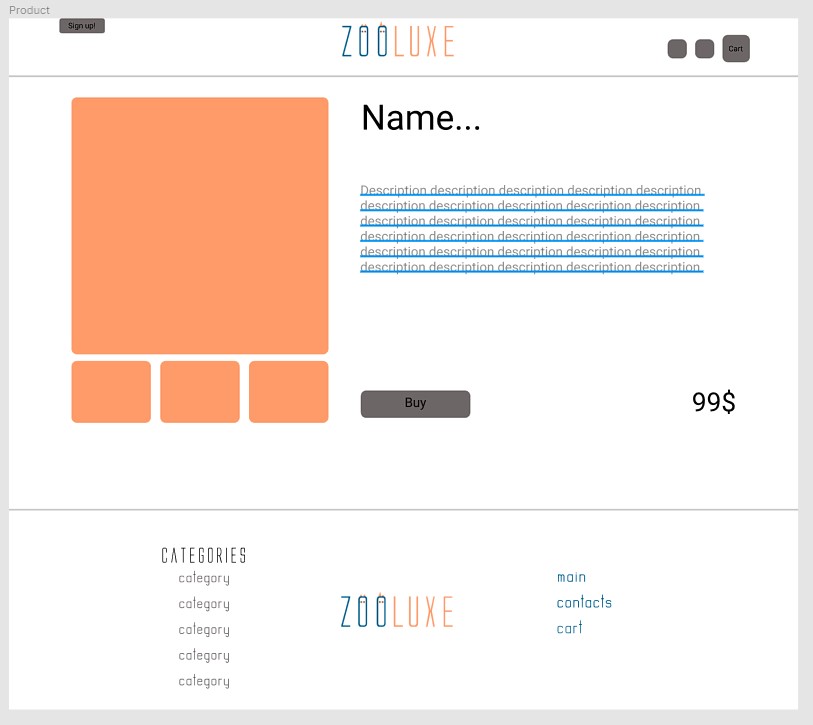 Product
Sign up!
ZOOLUXE
Cart
Name...
Description description description description description
description description description description description
description description description description description
description description description description description
description description description description description
description description description description description
Buy
99$
CATEGORIES
category
category
category
category
category
ZOOLUXE
main
contacts
cart